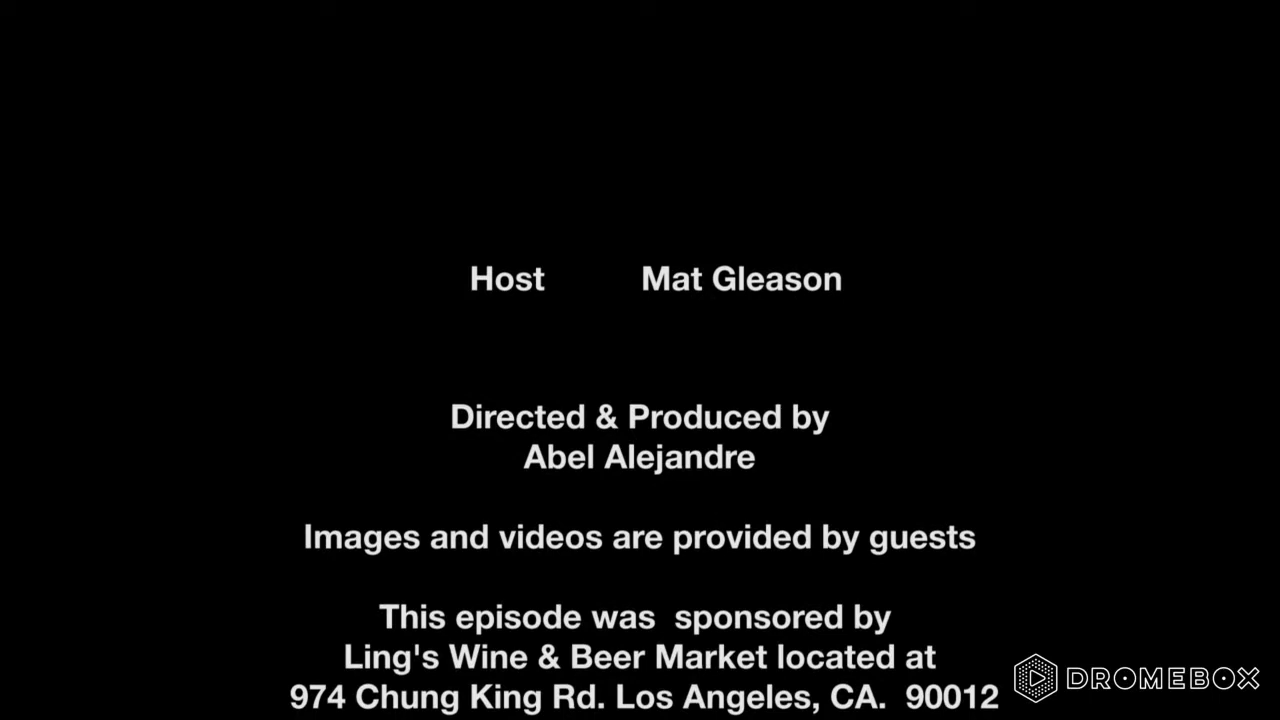 Host Mat Gleason
Directed & Produced by
Abel Alejandre
Images and videos are provided by guests
This episode was  sponsored by
Ling's Wine & Beer Market located at
974 Chung King Rd. Los Angeles, CA.  90012
DROMEBOX